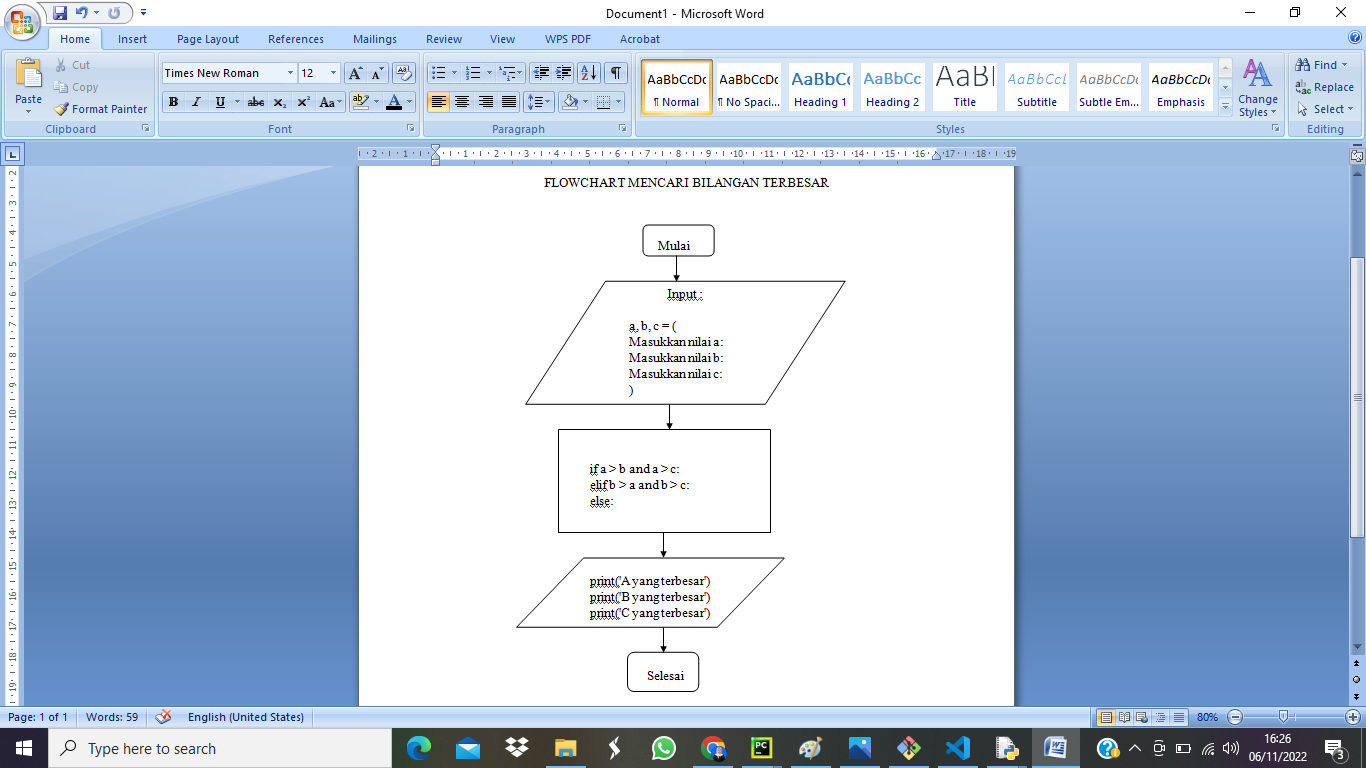 Document1 - Microsoft Word
Home Insert Page Layout References Mailings Review View WPS PDF Acrobat
Paste
Cut
Copy
Format Painter
Clipboard
Times New Roman 12
Font
Paragraph
AaBbCcDc AaBbCcDc AaBbCc AaBbCc AaBl AaBbCcL AaBbCcDc AaBbCcDc
¶ Normal ¶ No Spaci... Heading 1 Heading 2 Title Subtitle Subtle Em... Emphasis
Change Styles
Styles
Find
Replace
Select
Editing
FLOWCHART MENCARI BILANGAN TERBESAR
Mulai
Input :
a, b, c = (
Masukkan nilai a:
Masukkan nilai b:
Masukkan nilai c:
)
if a > b and a > c:
elif b > a and b > c:
else:
print('A yang terbesar')
print('B yang terbesar')
print('C yang terbesar')
Selesai
Page: 1 of 1 Words: 59 English (United States) 80%
Type here to search
16:26
06/11/2022
3